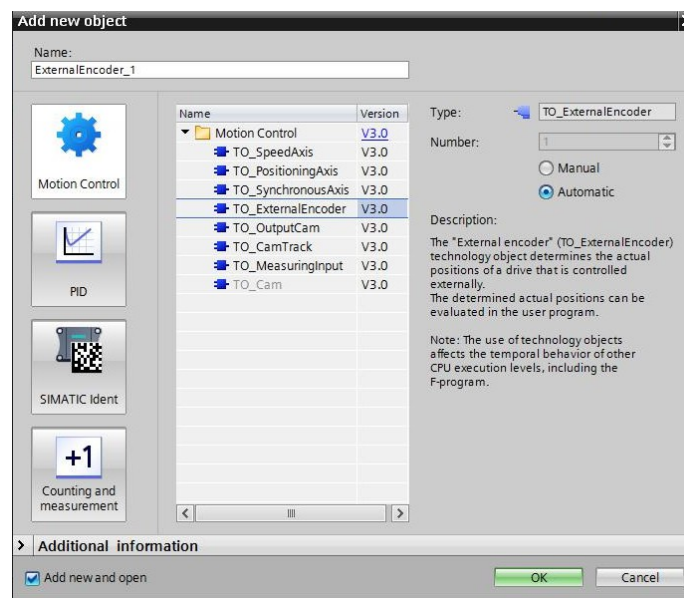 Add new object
Name:
ExternalEncoder_1
Motion Control
PID
SIMATIC Ident
+1
Counting and
measurement
Name Version
Motion Control V3.0
TO_SpeedAxis V3.0
TO_PositioningAxis V3.0
TO_SynchronousAxis V3.0
TO_ExternalEncoder V3.0
TO_OutputCam V3.0
TO_CamTrack V3.0
TO_MeasuringInput V3.0
TO_Cam V3.0
Type: TO_ExternalEncoder
Number: 1
Manual
Automatic
Description:
The "External encoder" (TO_ExternalEncoder)
technology object determines the actual
positions of a drive that is controlled
externally.
The determined actual positions can be
evaluated in the user program.
Note: The use of technology objects
affects the temporal behavior of other
CPU execution levels, including the
F-program.
Additional information
Add new and open
OK Cancel